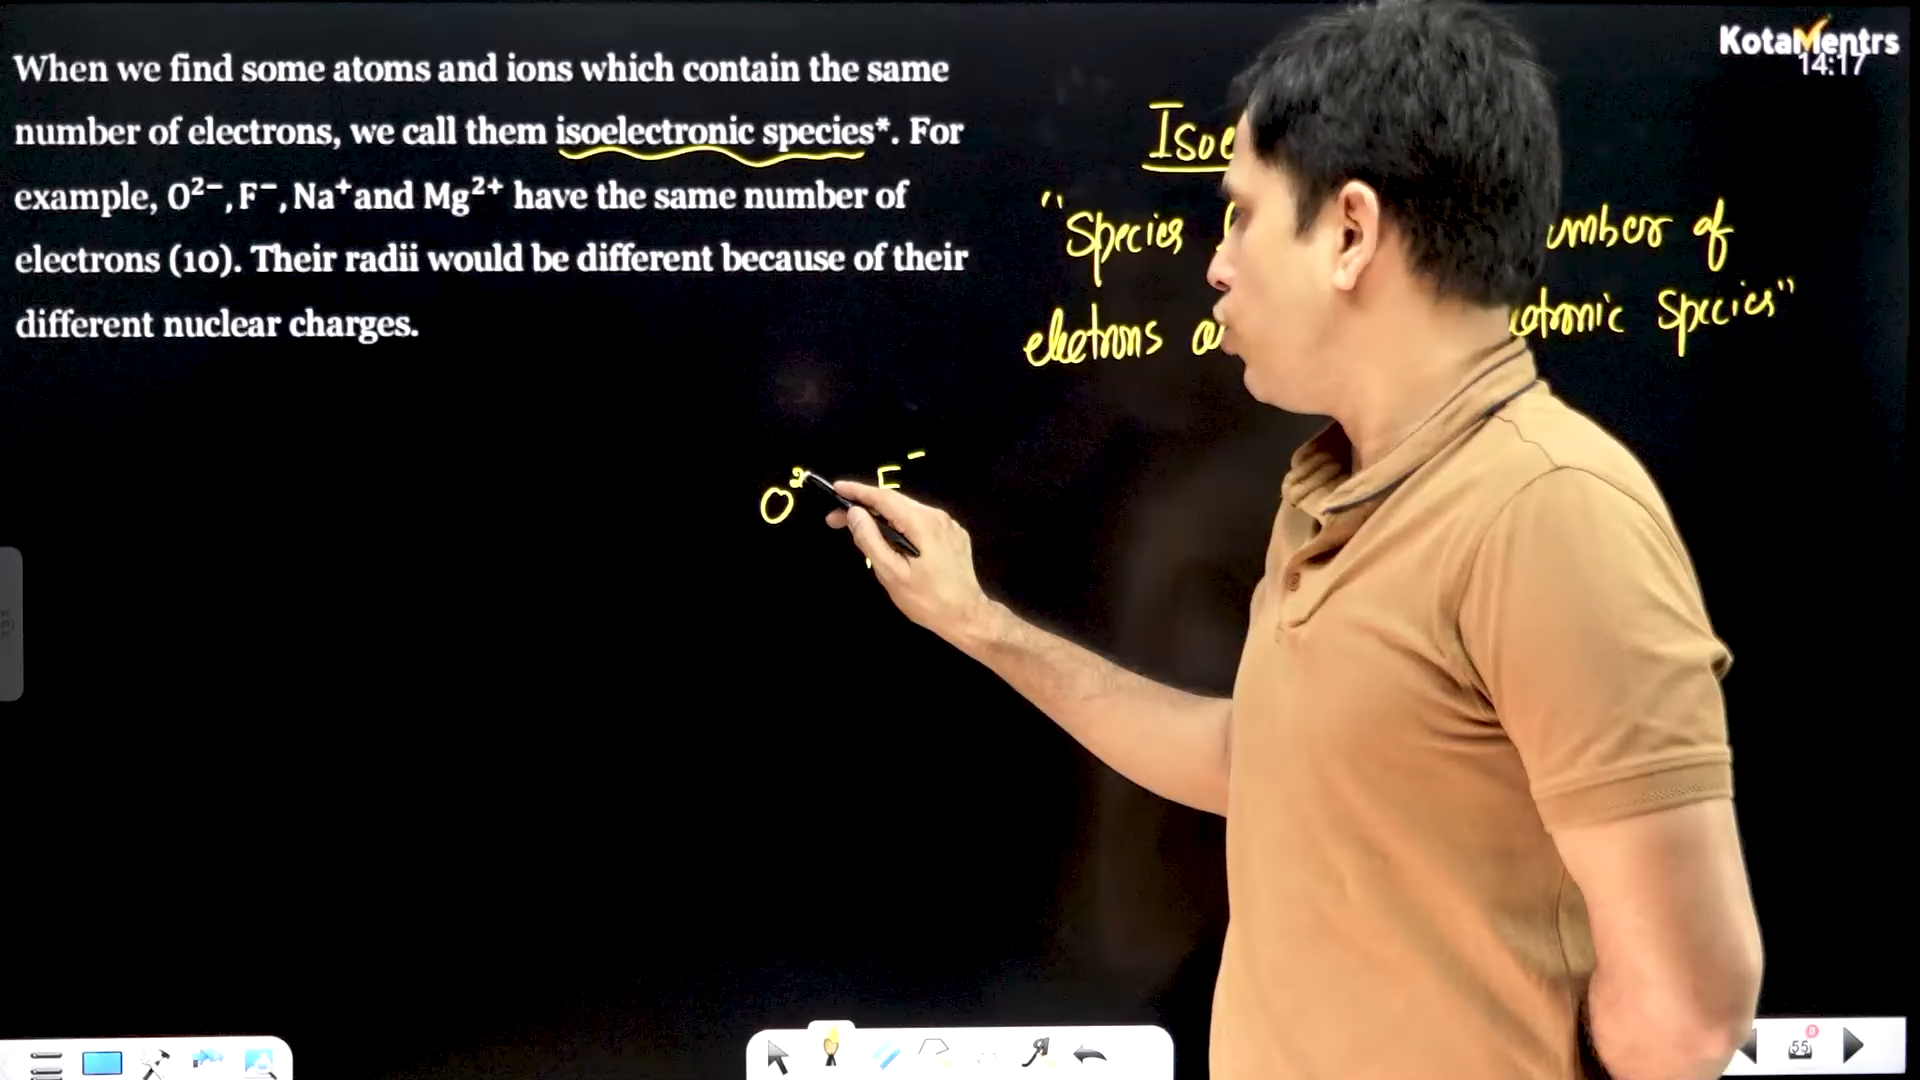 When we find some atoms and ions which contain the same
number of electrons, we call them isoelectronic species*. For
example, O²⁻, F⁻, Na⁺and Mg²⁺ have the same number of
electrons (10). Their radii would be different because of their
different nuclear charges.
KotaMentrs
14:17
Isoe
"Species umber of
electrons ctronic Species"
O²
F⁻
55
0